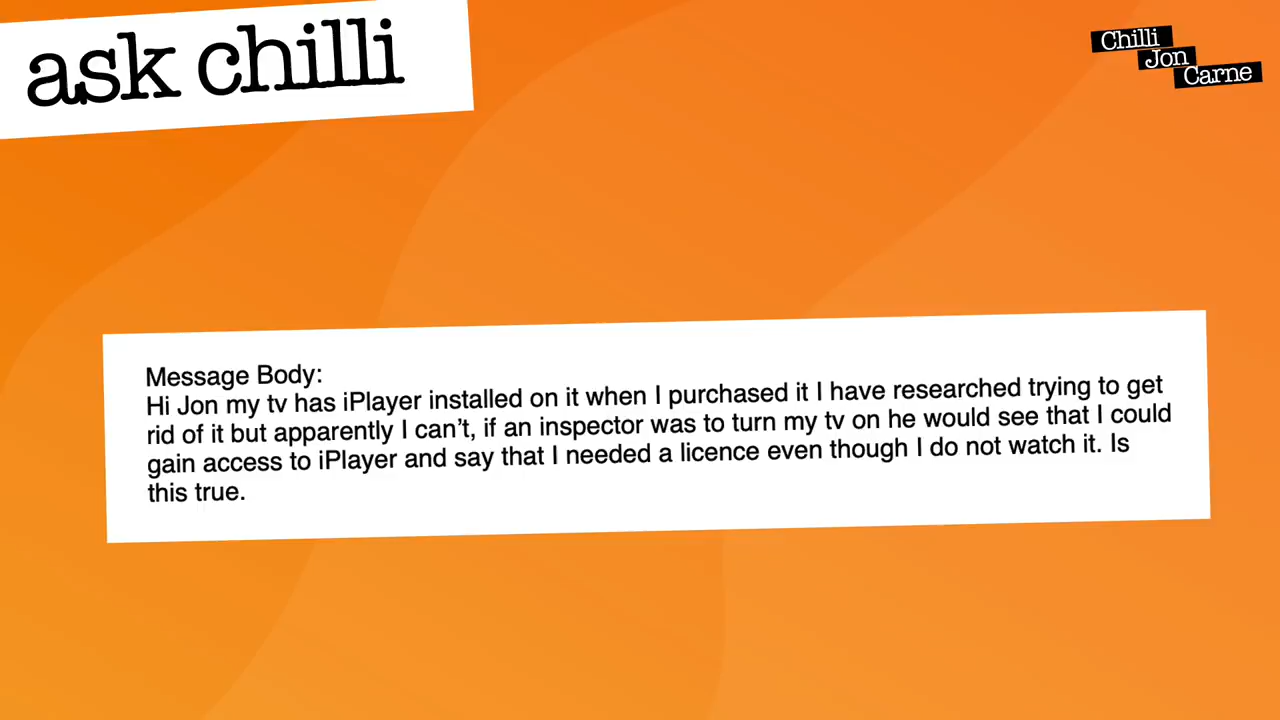 ask chilli
Chilli
Jon
Carne
Message Body:
Hi Jon my tv has iPlayer installed on it when I purchased it I have researched trying to get
rid of it but apparently I can’t, if an inspector was to turn my tv on he would see that I could
gain access to iPlayer and say that I needed a licence even though I do not watch it. Is
this true.